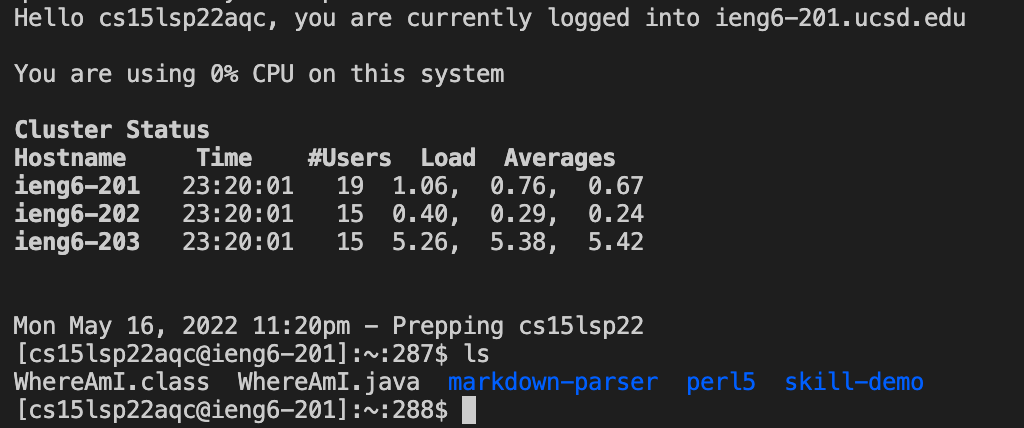 Hello cs15lsp22aqc, you are currently logged into ieng6-201.ucsd.edu
You are using 0% CPU on this system
Cluster Status
Hostname     Time    #Users  Load  Averages
ieng6-201   23:20:01   19  1.06,  0.76,  0.67
ieng6-202   23:20:01   15  0.40,  0.29,  0.24
ieng6-203   23:20:01   15  5.26,  5.38,  5.42
Mon May 16, 2022 11:20pm - Prepping cs15lsp22
[cs15lsp22aqc@ieng6-201]:~:287$ ls
WhereAmI.class  WhereAmI.java  markdown-parser  perl5  skill-demo
[cs15lsp22aqc@ieng6-201]:~:288$